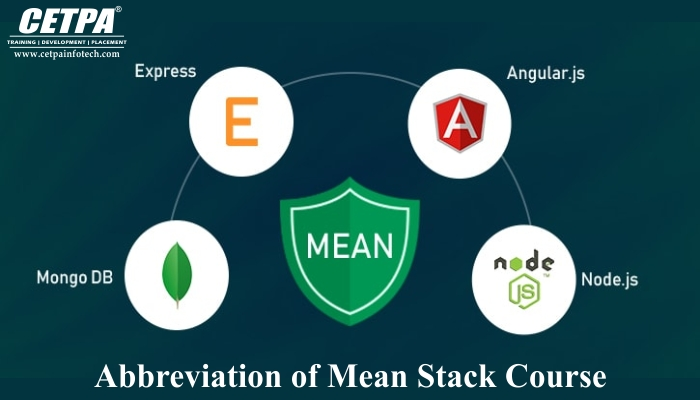 CETPA®
TRAINING | DEVELOPMENT | PLACEMENT
www.cetpainfotech.com
Express
E
Angular.js
A
MEAN
Mongo DB
node
JS
™
Node.js
Abbreviation of Mean Stack Course